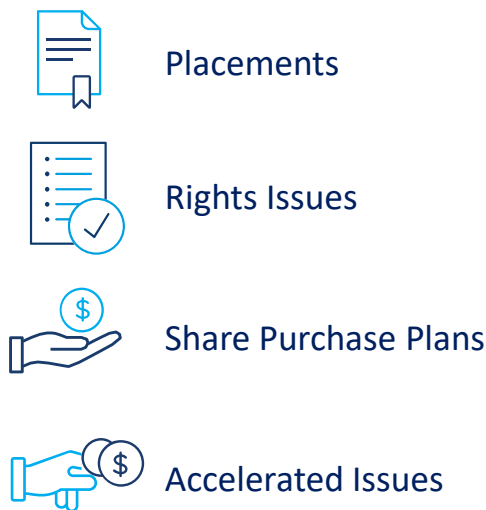 Placements
Rights Issues
$
Share Purchase Plans
$
Accelerated Issues